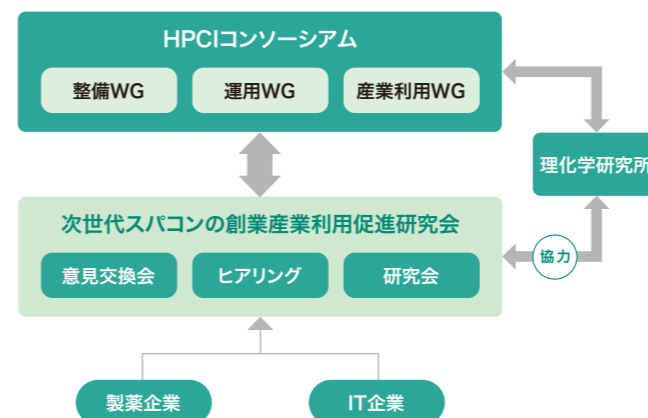 HPCIコンソーシアム
整備WG
運用WG
産業利用WG
理化学研究所
次世代スパコンの創業産業利用促進研究会
協力
意見交換会
ヒアリング
研究会
製薬企業
IT企業